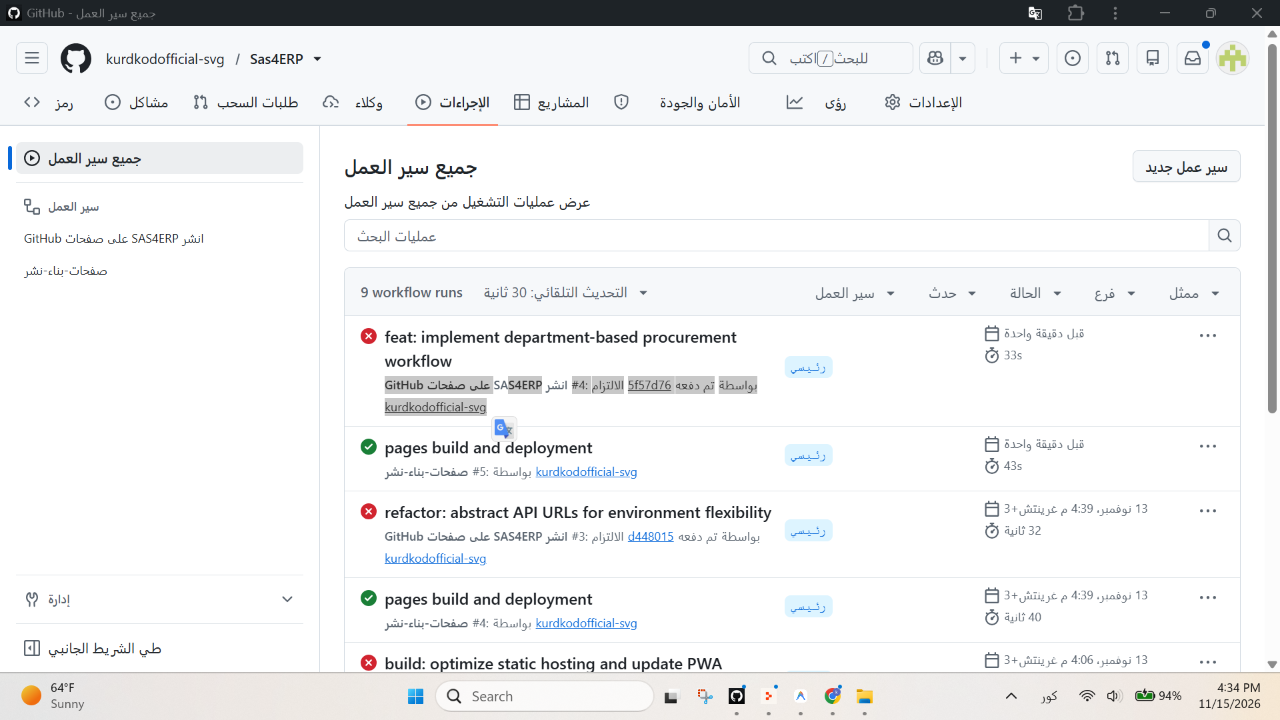 GitHub - جميع سير العمل
kurdkodofficial-svg / Sas4ERP
اكتب / للبحث
رمز
مشاكل
طلبات السحب
وكلاء
الإجراءات
المشاريع
الأمان والجودة
رؤى
الإعدادات
جميع سير العمل
سير العمل
انشر SAS4ERP على صفحات GitHub
صفحات-بناء-نشر
إدارة
طي الشريط الجانبي
جميع سير العمل
سير عمل جديد
عرض عمليات التشغيل من جميع سير العمل
عمليات البحث
9 workflow runs
التحديث التلقائي: 30 ثانية
سير العمل
حدث
الحالة
فرع
ممثل
feat: implement department-based procurement
workflow
انشر SAS4ERP على صفحات GitHub #4: الالتزام 5f57d76 تم دفعه بواسطة
kurdkodofficial-svg
رئيسي
قبل دقيقة واحدة
33s
pages build and deployment
صفحات-بناء-نشر #5: بواسطة kurdkodofficial-svg
رئيسي
قبل دقيقة واحدة
43s
refactor: abstract API URLs for environment flexibility
انشر SAS4ERP على صفحات GitHub #3: الالتزام d448015 تم دفعه بواسطة
kurdkodofficial-svg
رئيسي
13 نوفمبر، 4:39 م غرينتش+3
32 ثانية
pages build and deployment
صفحات-بناء-نشر #4: بواسطة kurdkodofficial-svg
رئيسي
13 نوفمبر، 4:39 م غرينتش+3
40 ثانية
build: optimize static hosting and update PWA
13 نوفمبر، 4:06 م غرينتش+3
64°F
Sunny
Search
کور
94%
4:34 PM
11/15/2026